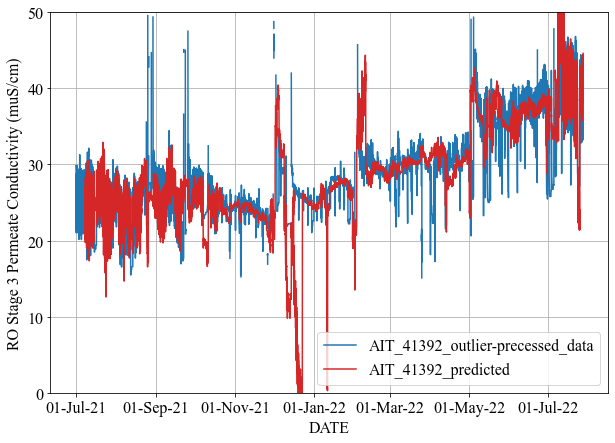 50
40
30
20
10
0
RO Stage 3 Permeate Conductivity (muS/cm)
AIT_41392_outlier-precessed_data
AIT_41392_predicted
01-Jul-21 01-Sep-21 01-Nov-21 01-Jan-22 01-Mar-22 01-May-22 01-Jul-22
DATE